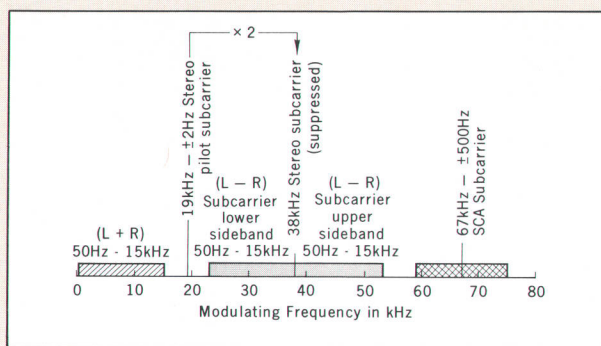 × 2
19kHz – ±2Hz Stereo
pilot subcarrier
38kHz Stereo subcarrier
(suppressed)
67kHz – ±500Hz
SCA Subcarrier
(L + R)
50Hz - 15kHz
(L – R)
Subcarrier
lower
sideband
50Hz - 15kHz
(L – R)
Subcarrier
upper
sideband
50Hz - 15kHz
0 10 20 30 40 50 60 70 80
Modulating Frequency in kHz